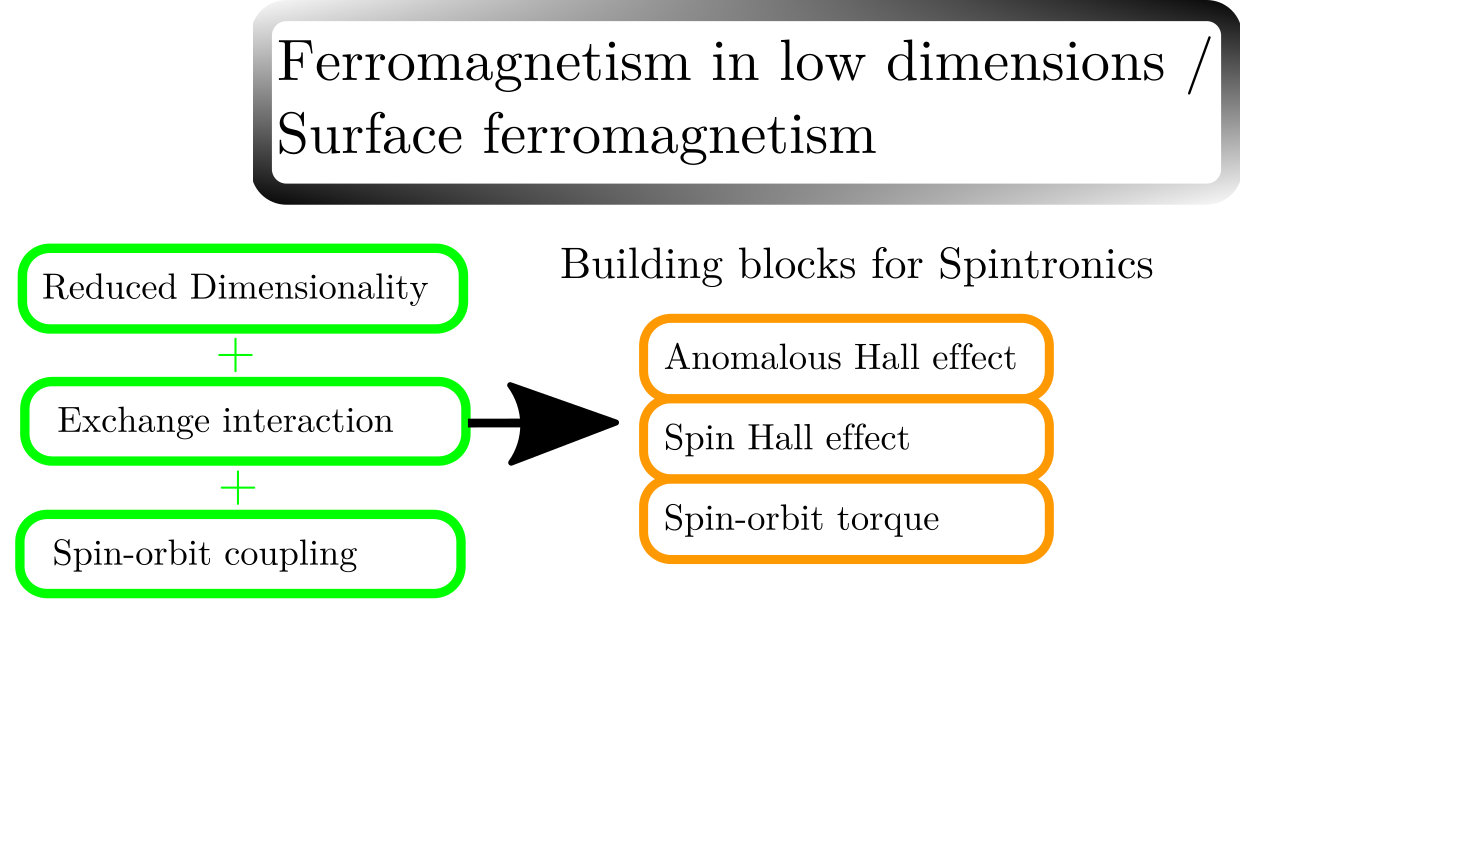 Ferromagnetism in low dimensions /
Surface ferromagnetism
Reduced Dimensionality
+
Exchange interaction
+
Spin-orbit coupling
Building blocks for Spintronics
Anomalous Hall effect
Spin Hall effect
Spin-orbit torque